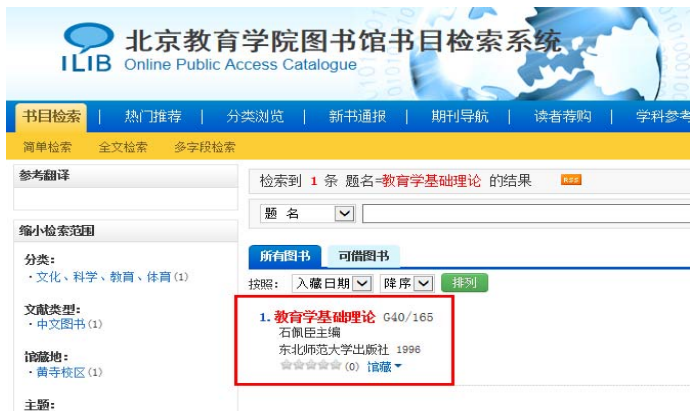 北京教育学院图书馆书目检索系统
ILIB Online Public Access Catalogue
书目检索 | 热门推荐 | 分类浏览 | 新书通报 | 期刊导航 | 读者荐购 | 学科参考
简单检索 全文检索 多字段检索
参考翻译
检索到 1 条 题名=教育学基础理论 的结果 RSS
题 名
缩小检索范围
所有图书 可借图书
分类:
·文化、科学、教育、体育(1)
按照: 入藏日期 降序 排列
文献类型:
·中文图书(1)
馆藏地:
·黄寺校区(1)
主题:
1. 教育学基础理论 G40/165
石佩臣主编
东北师范大学出版社 1996
(0) 馆藏